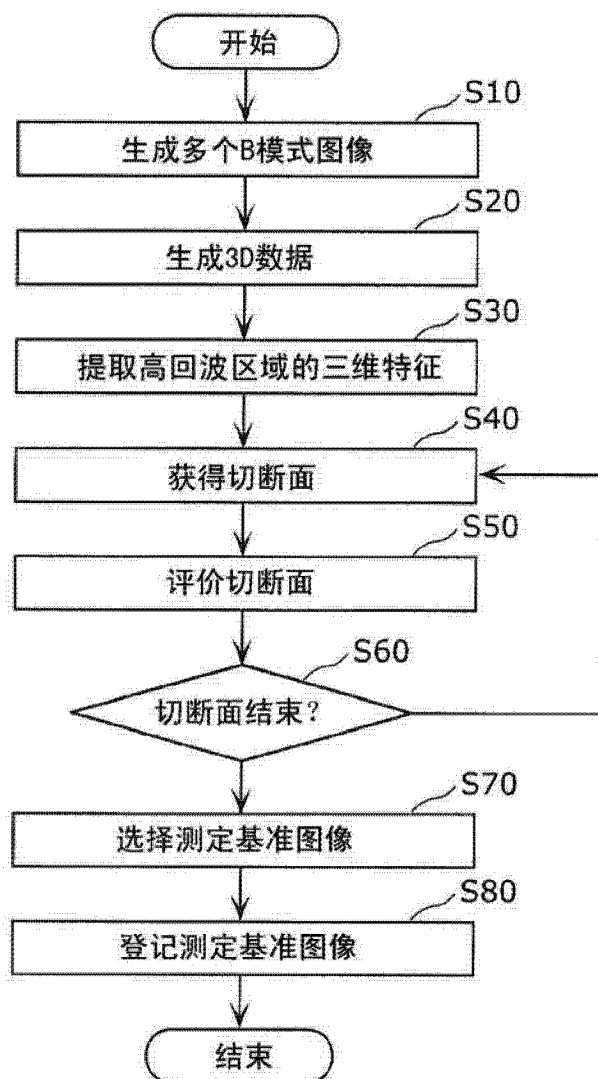 开始
S10
生成多个B模式图像
S20
生成3D数据
S30
提取高回波区域的三维特征
S40
获得切断面
S50
评价切断面
S60
切断面结束?
S70
选择测定基准图像
S80
登记测定基准图像
结束